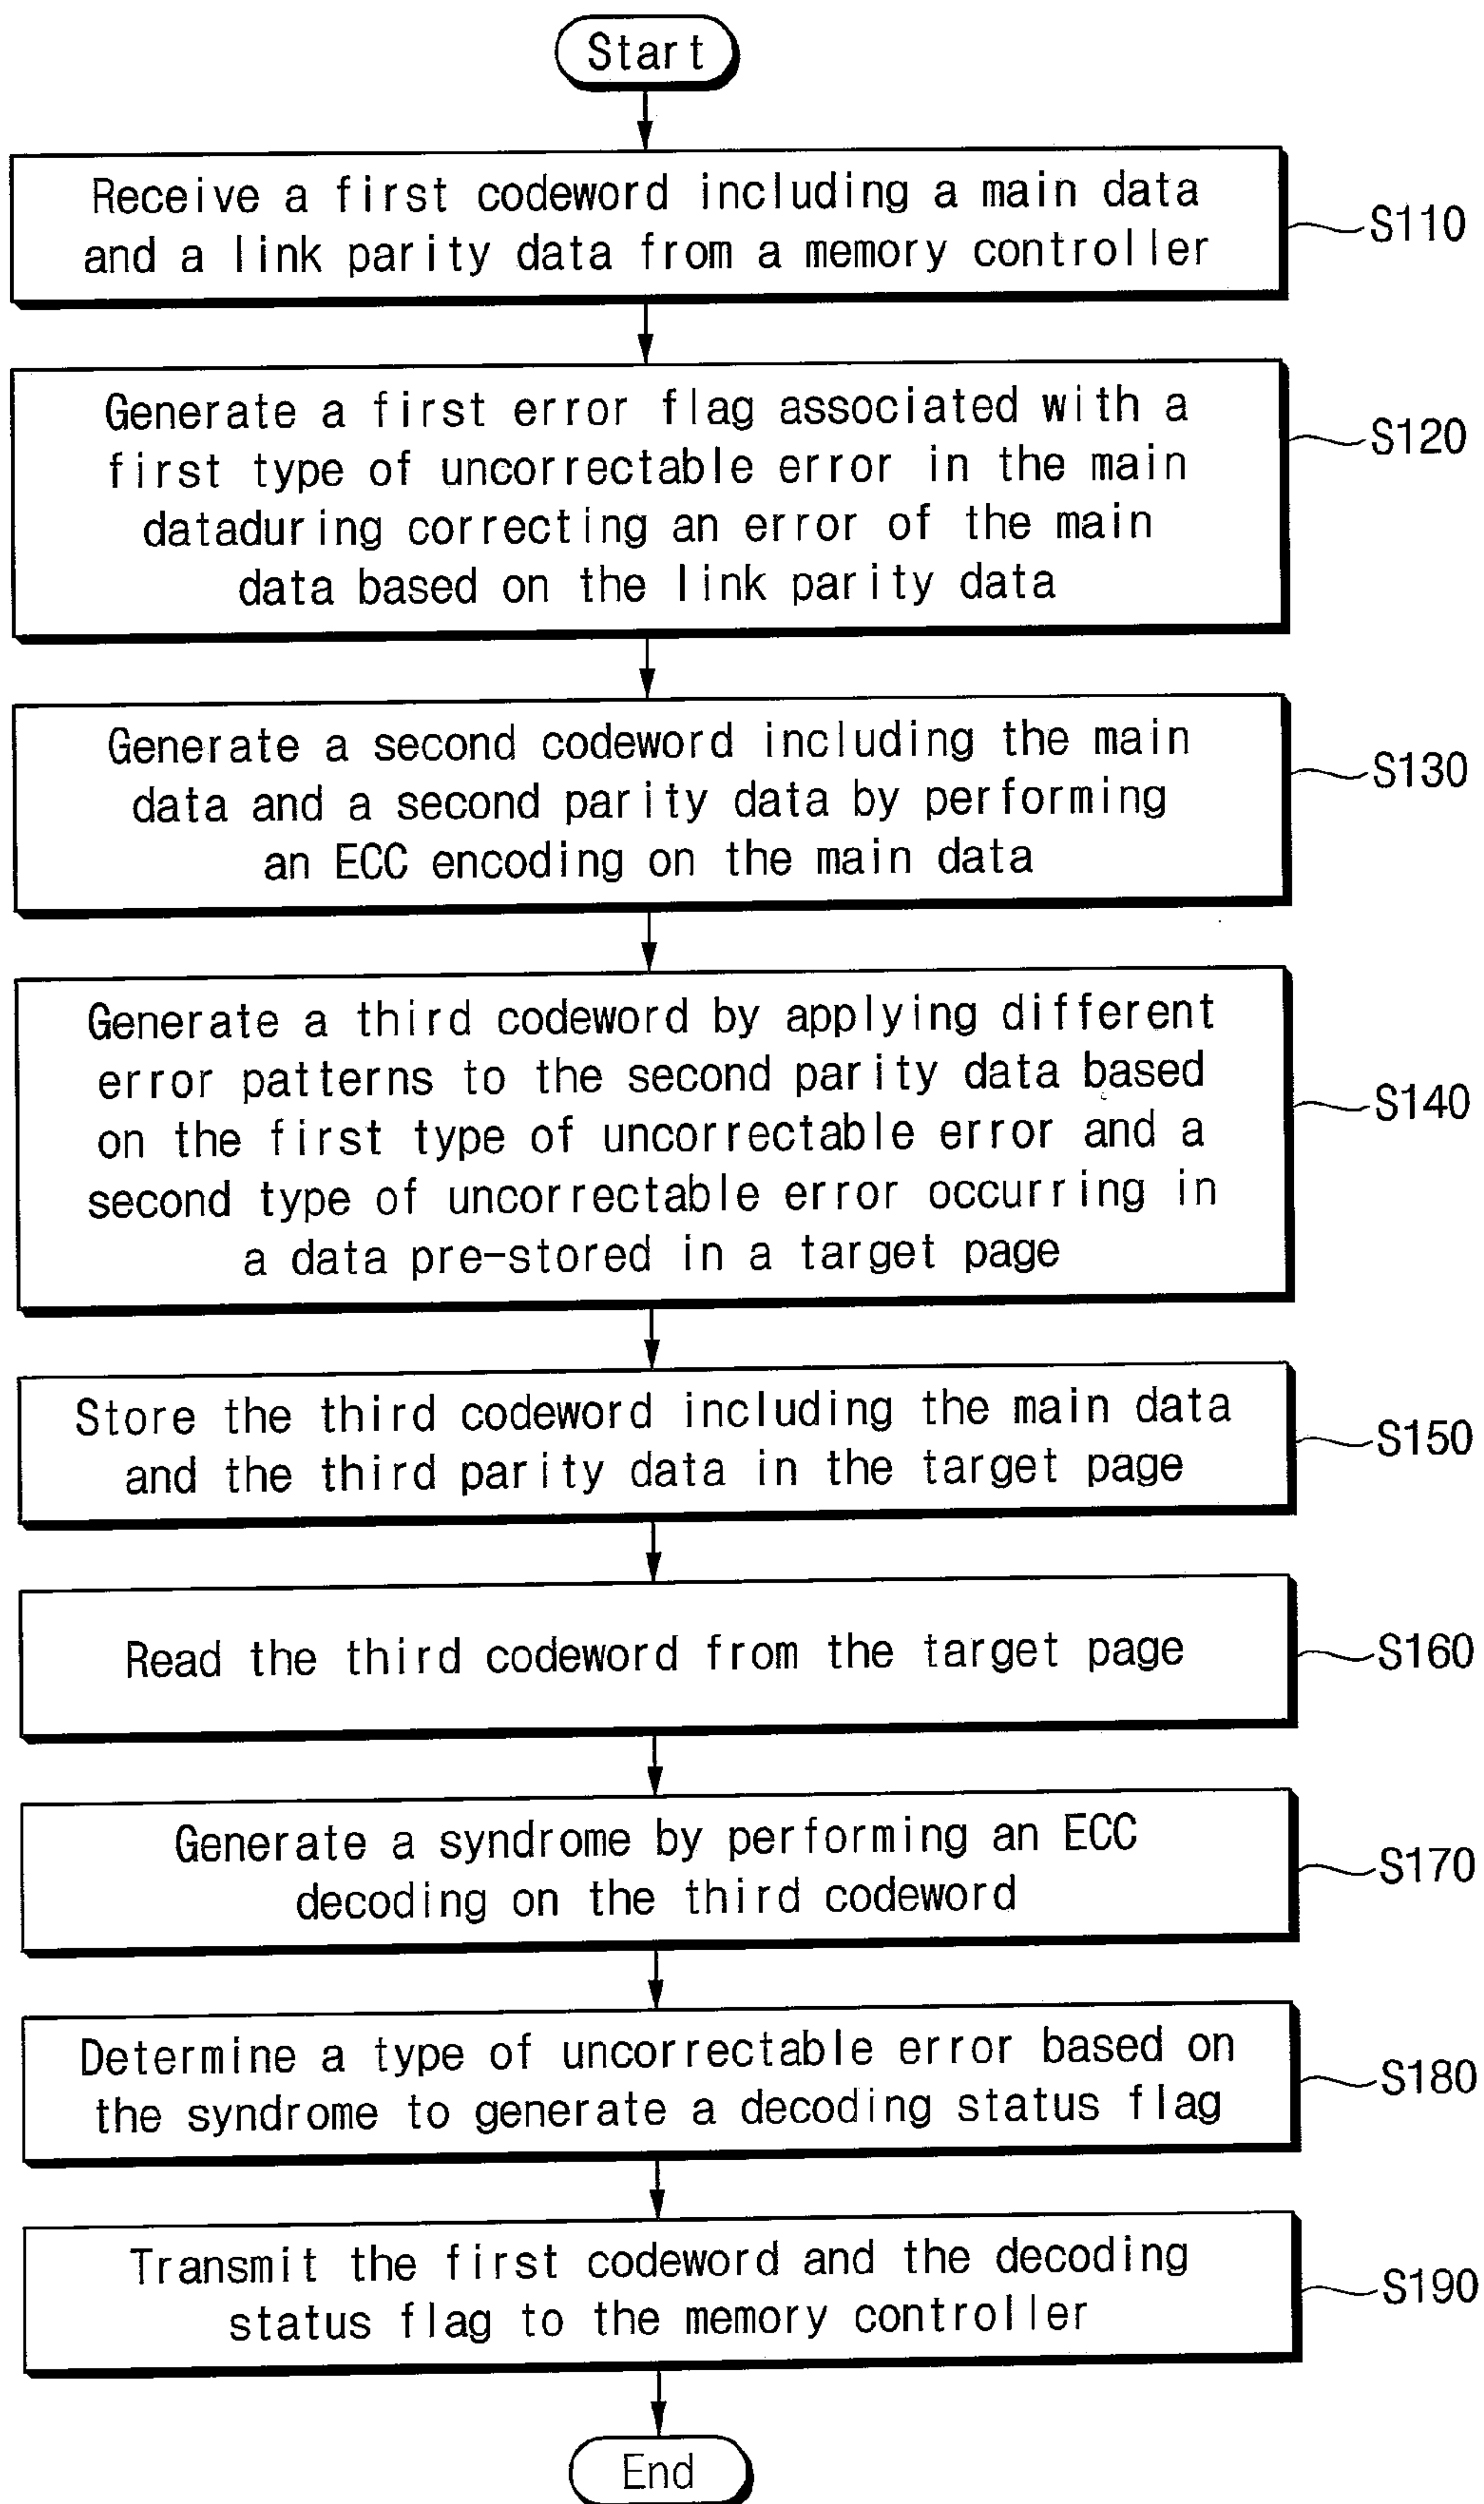 Start
Receive a first codeword including a main data
and a link parity data from a memory controller
S110
Generate a first error flag associated with a
first type of uncorrectable error in the main
dataduring correcting an error of the main
data based on the link parity data
S120
Generate a second codeword including the main
data and a second parity data by performing
an ECC encoding on the main data
S130
Generate a third codeword by applying different
error patterns to the second parity data based
on the first type of uncorrectable error and a
second type of uncorrectable error occurring in
a data pre-stored in a target page
S140
Store the third codeword including the main data
and the third parity data in the target page
S150
Read the third codeword from the target page
S160
Generate a syndrome by performing an ECC
decoding on the third codeword
S170
Determine a type of uncorrectable error based on
the syndrome to generate a decoding status flag
S180
Transmit the first codeword and the decoding
status flag to the memory controller
S190
End